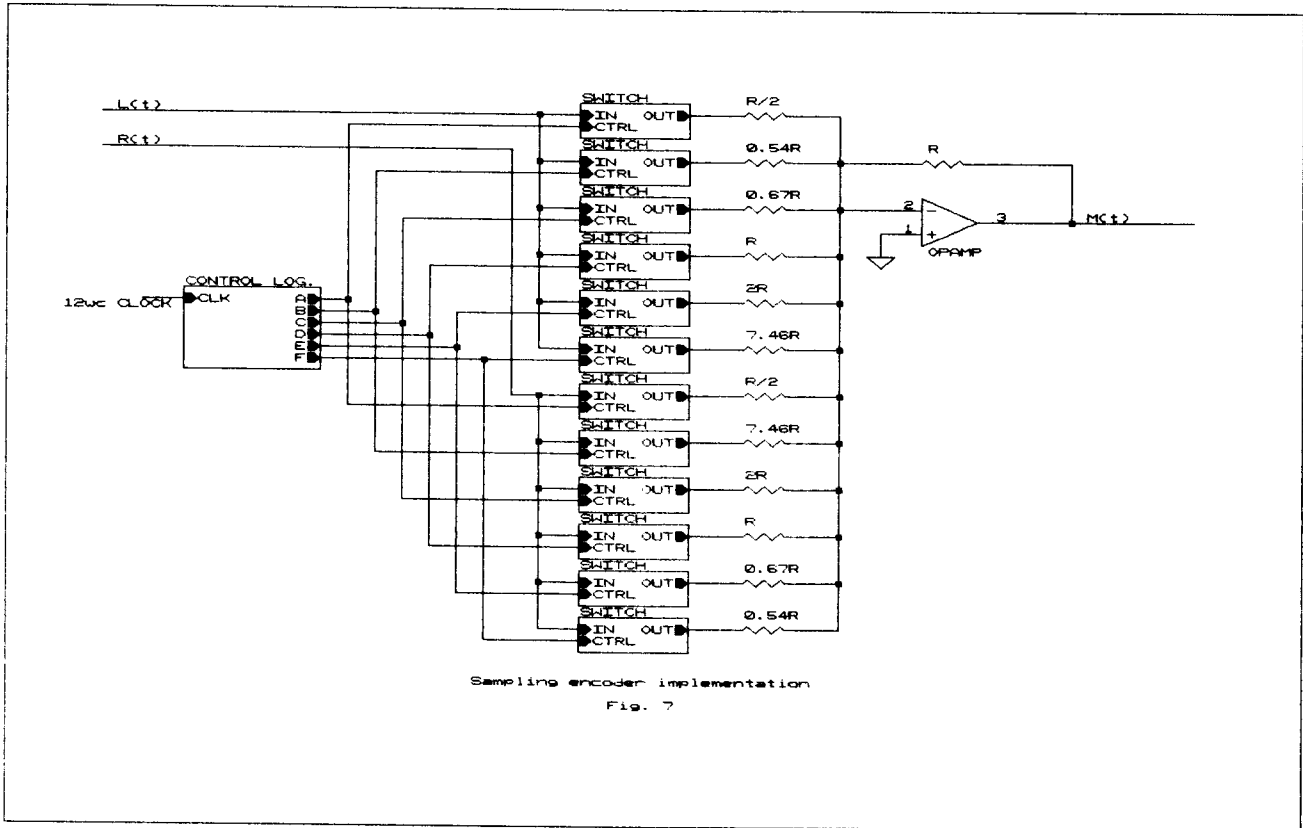 L(t)
R(t)
12wc CLOCK
CONTROL LOG.
CLK
A
B
C
D
E
F
SWITCH
IN OUT
CTRL
R/2
SWITCH
IN OUT
CTRL
0.54R
SWITCH
IN OUT
CTRL
0.67R
SWITCH
IN OUT
CTRL
R
SWITCH
IN OUT
CTRL
2R
SWITCH
IN OUT
CTRL
7.46R
SWITCH
IN OUT
CTRL
R/2
SWITCH
IN OUT
CTRL
7.46R
SWITCH
IN OUT
CTRL
2R
SWITCH
IN OUT
CTRL
R
SWITCH
IN OUT
CTRL
0.67R
SWITCH
IN OUT
CTRL
0.54R
R
2
-
1
+
3
OPAMP
M(t)
Sampling encoder implementation
Fig. 7